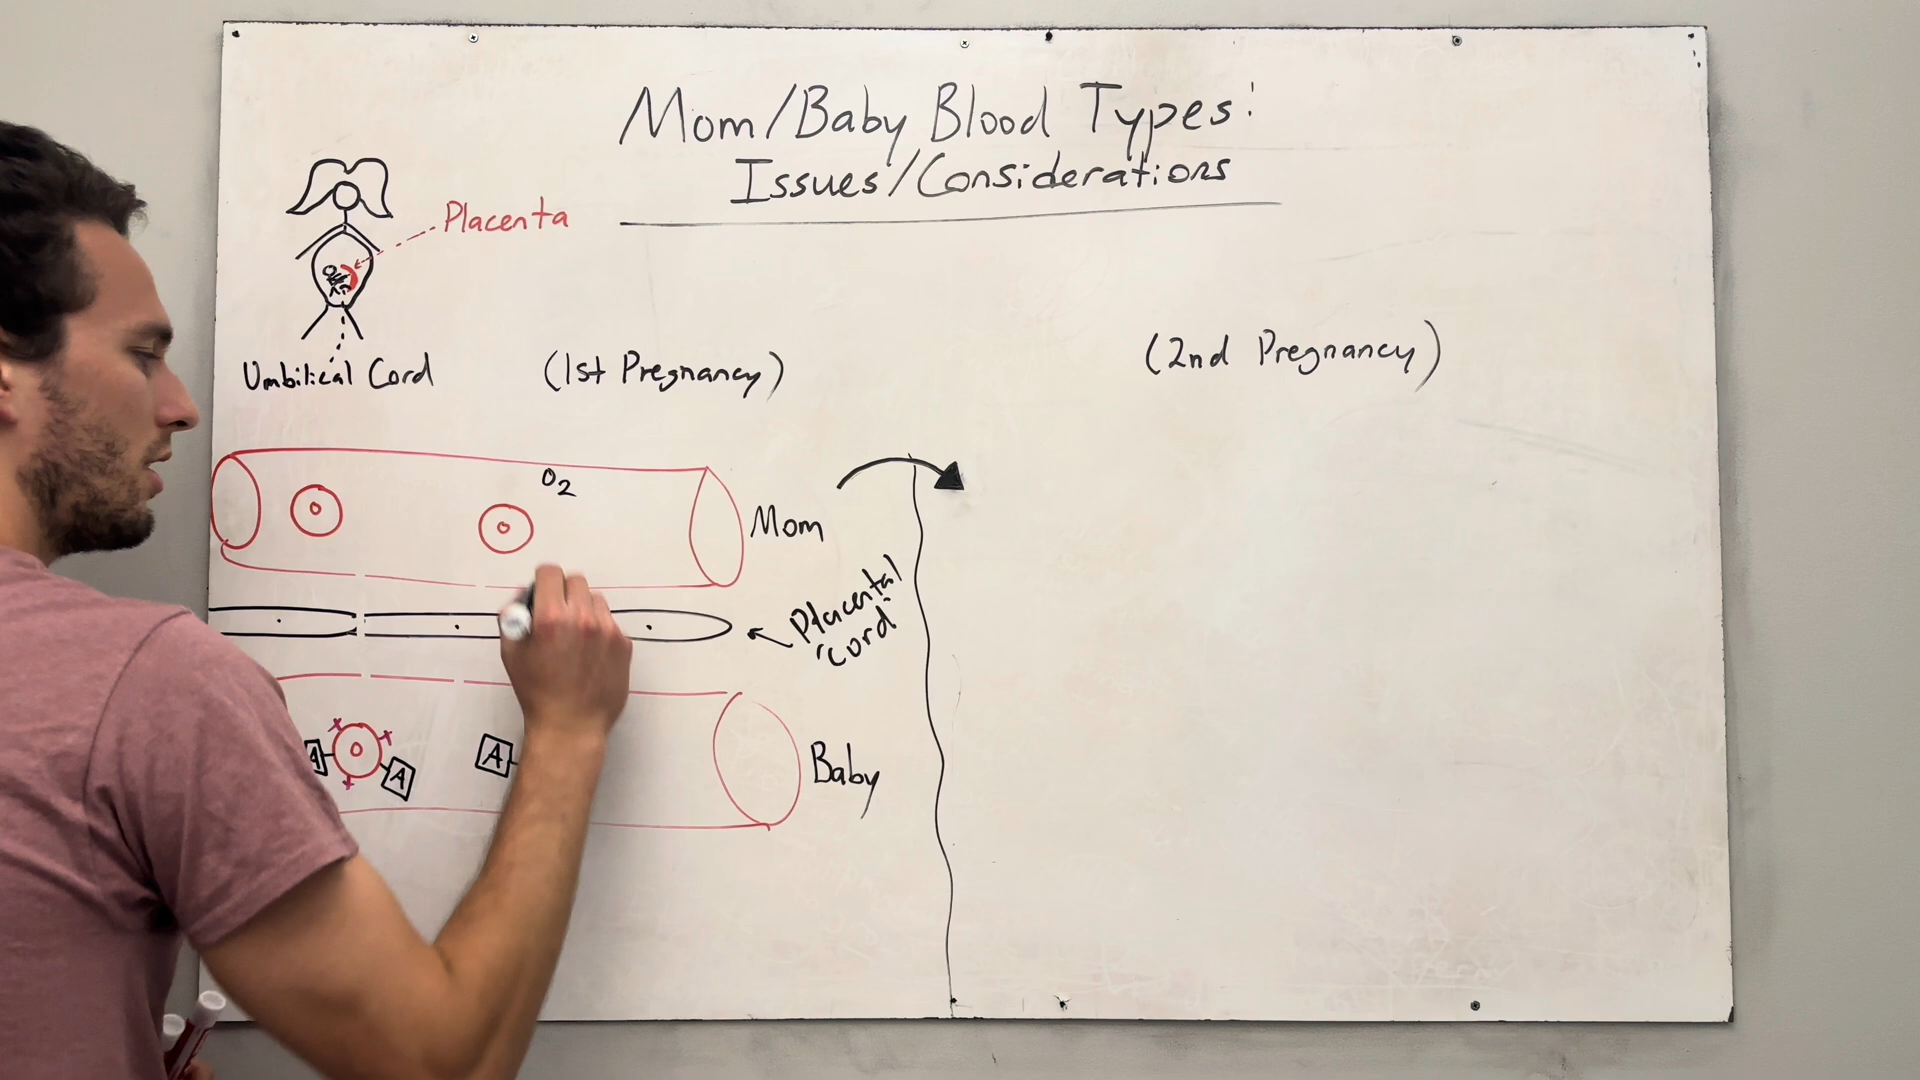 Mom/Baby Blood Types:
Issues/Considerations
Placenta
Umbilical Cord
(1st Pregnancy)
(2nd Pregnancy)
O2
Mom
Placental
"Cord"
A
A
A
Baby